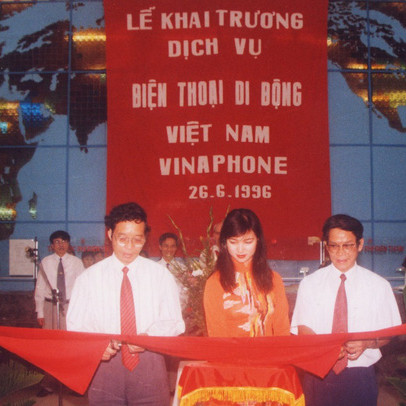 LỄ KHAI TRƯƠNG
DỊCH VỤ
ĐIỆN THOẠI DI ĐỘNG
VIỆT NAM
VINAPHONE
26.6.1996